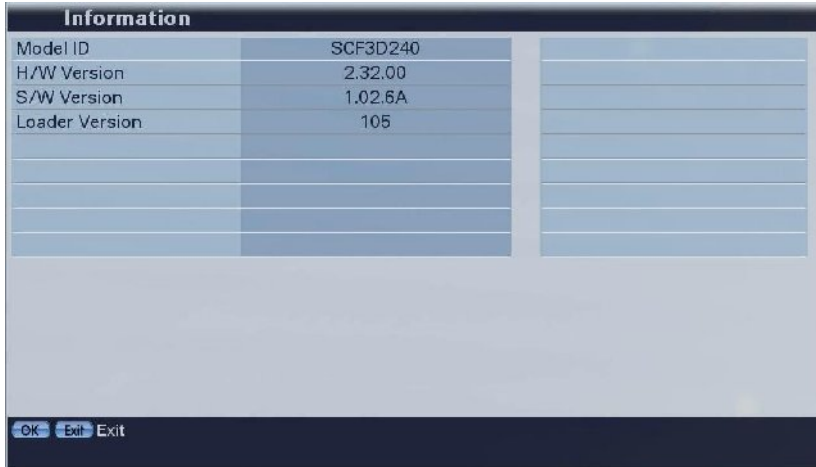 Information
Model ID SCF3D240
H/W Version 2.32.00
S/W Version 1.02.6A
Loader Version 105
OK Exit Exit